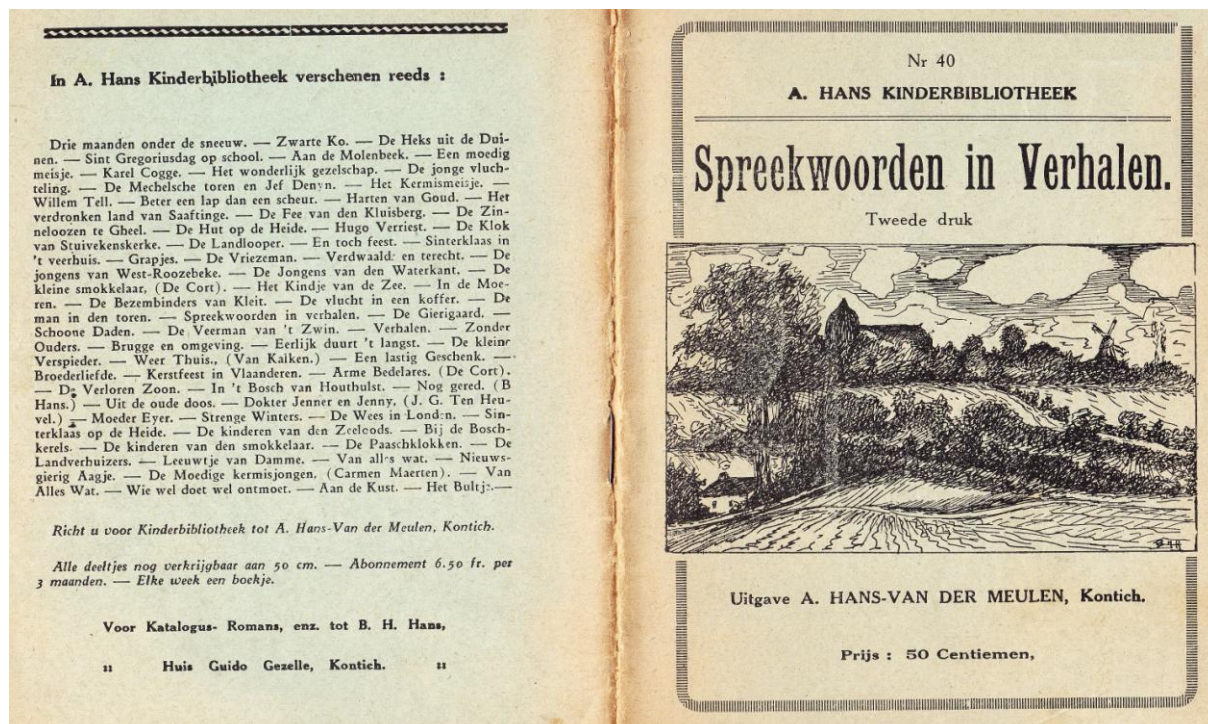 In A. Hans Kinderbibliotheek verschenen reeds :
Drie maanden onder de sneeuw. — Zwarte Ko. — De Heks uit de Dui-
nen. — Sint Gregoriusdag op school. — Aan de Molenbeek. — Een moedig
meisje. — Karel Cogge. — Het wonderlijk gezelschap. — De jonge vluch-
teling. — De Mechelsche toren en Jef Denyn. — Het Kermismeisje. —
Willem Tell. — Beter een lap dan een scheur. — Harten van Goud. — Het
verdronken land van Saaftinge. — De Fee van den Kluisberg. — De Zin-
neloozen te Gheel. — De Hut op de Heide. — Hugo Verriest. — De Klok
van Stuivekenskerke. — De Landlooper. — En toch feest. — Sinterklaas in
't veerhuis. — Grapjes. — De Vriezeman. — Verdwaald en terecht. — De
jongens van West-Roozebeke. — De Jongens van den Waterkant. — De
kleine smokkelaar, (De Cort). — Het Kindje van de Zee. — In de Moe-
ren. — De Bezembinders van Kleit. — De vlucht in een koffer. — De
man in den toren. — Spreekwoorden in verhalen. — De Gierigaard. —
Schoone Daden. — De Veerman van 't Zwin. — Verhalen. — Zonder
Ouders. — Brugge en omgeving. — Eerlijk duurt 't langst. — De kleine
Verspieder. — Weer Thuis., (Van Kalken.) — Een lastig Geschenk. —
Broederliefde. — Kerstfeest in Vlaanderen. — Arme Bedelares. (De Cort).
— De Verloren Zoon. — In 't Bosch van Houthulst. — Nog gered. (B
Hans.) — Uit de oude doos. — Dokter Jenner en Jenny, (J. G. Ten Heu-
vel.) — Moeder Eyer. — Strenge Winters. — De Wees in Londen. — Sin-
terklaas op de Heide. — De kinderen van den Zeeloods. — Bij de Bosch-
kerels. — De kinderen van den smokkelaar. — De Paaschklokken. — De
Landverhuizers. — Leeuwtje van Damme. — Van alles wat. — Nieuws-
gierig Aagje. — De Moedige kermisjongen. (Carmen Maerten). — Van
Alles Wat. — Wie wel doet wel ontmoet. — Aan de Kust. — Het Bultje.—
Richt u voor Kinderbibliotheek tot A. Hans-Van der Meulen, Kontich.
Alle deeltjes nog verkrijgbaar aan 50 cm. — Abonnement 6.50 fr. per
3 maanden. — Elke week een boekje.
Voor Katalogus- Romans, enz. tot B. H. Hans,
:: Huis Guido Gezelle, Kontich. ::
Nr 40
A. HANS KINDERBIBLIOTHEEK
Spreekwoorden in Verhalen.
Tweede druk
Uitgave A. HANS-VAN DER MEULEN, Kontich.
Prijs : 50 Centiemen,